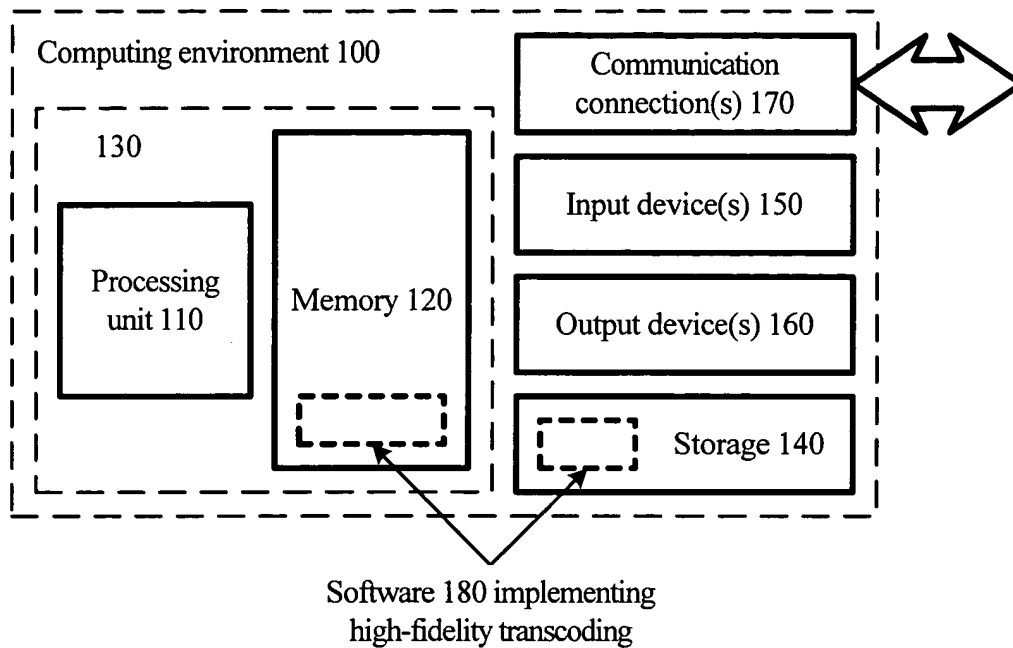 Computing environment 100
130
Processing
unit 110
Memory 120
Communication
connection(s) 170
Input device(s) 150
Output device(s) 160
Storage 140
Software 180 implementing
high-fidelity transcoding